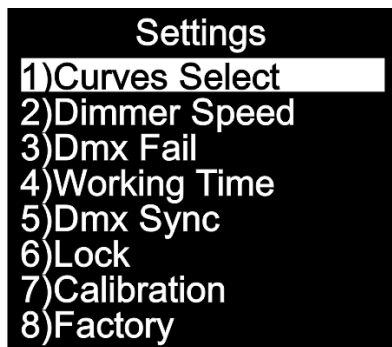 Settings
1)Curves Select
2)Dimmer Speed
3)Dmx Fail
4)Working Time
5)Dmx Sync
6)Lock
7)Calibration
8)Factory